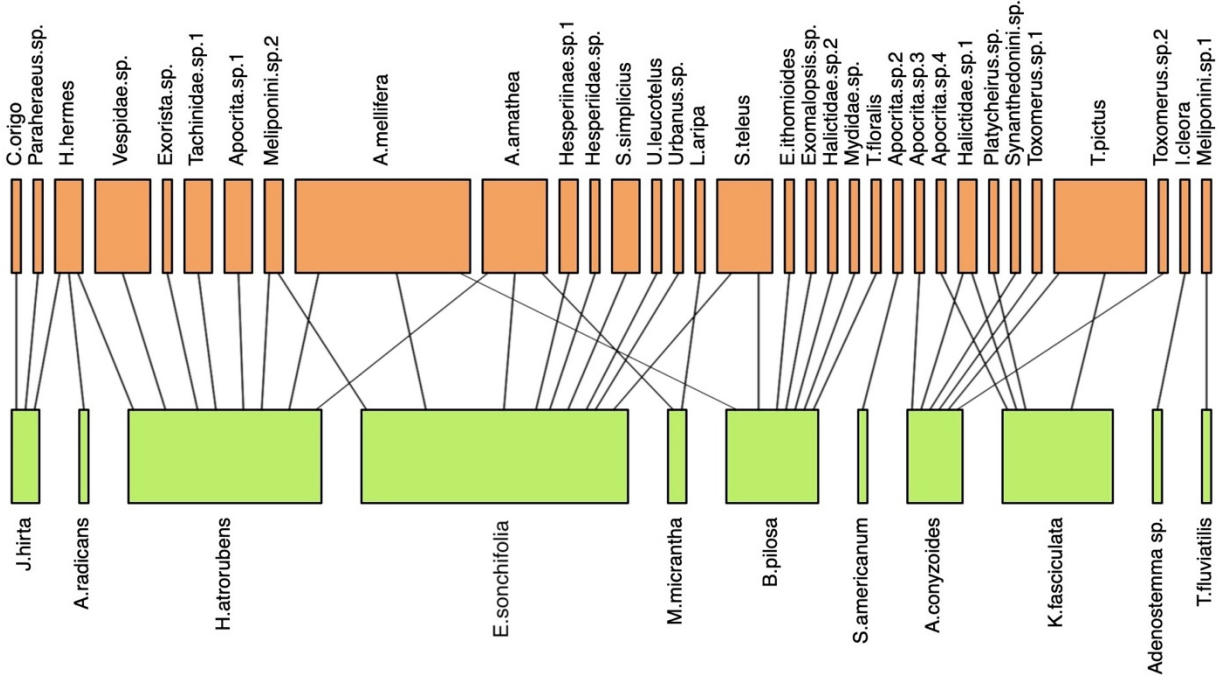 C.origo
Paraheraeus.sp.
H.hermes
Vespidae.sp.
Exorista.sp.
Tachinidae.sp.1
Apocrita.sp.1
Meliponini.sp.2
A.mellifera
A.amathea
Hesperiinae.sp.1
Hesperiidae.sp.
S.simplicius
U.leucotelus
Urbanus.sp.
L.aripa
S.teleus
E.ithomioides
Exomalopsis.sp.
Halictidae.sp.2
Mydidae.sp.
T.floralis
Apocrita.sp.2
Apocrita.sp.3
Apocrita.sp.4
Halictidae.sp.1
Platycheirus.sp.
Synanthedonini.sp.
Toxomerus.sp.1
T.pictus
Toxomerus.sp.2
I.cleora
Meliponini.sp.1
J.hirta
A.radicans
H.atrorubens
E.sonchifolia
M.micrantha
B.pilosa
S.americanum
A.conyzoides
K.fasciculata
Adenostemma sp.
T.fluviatilis